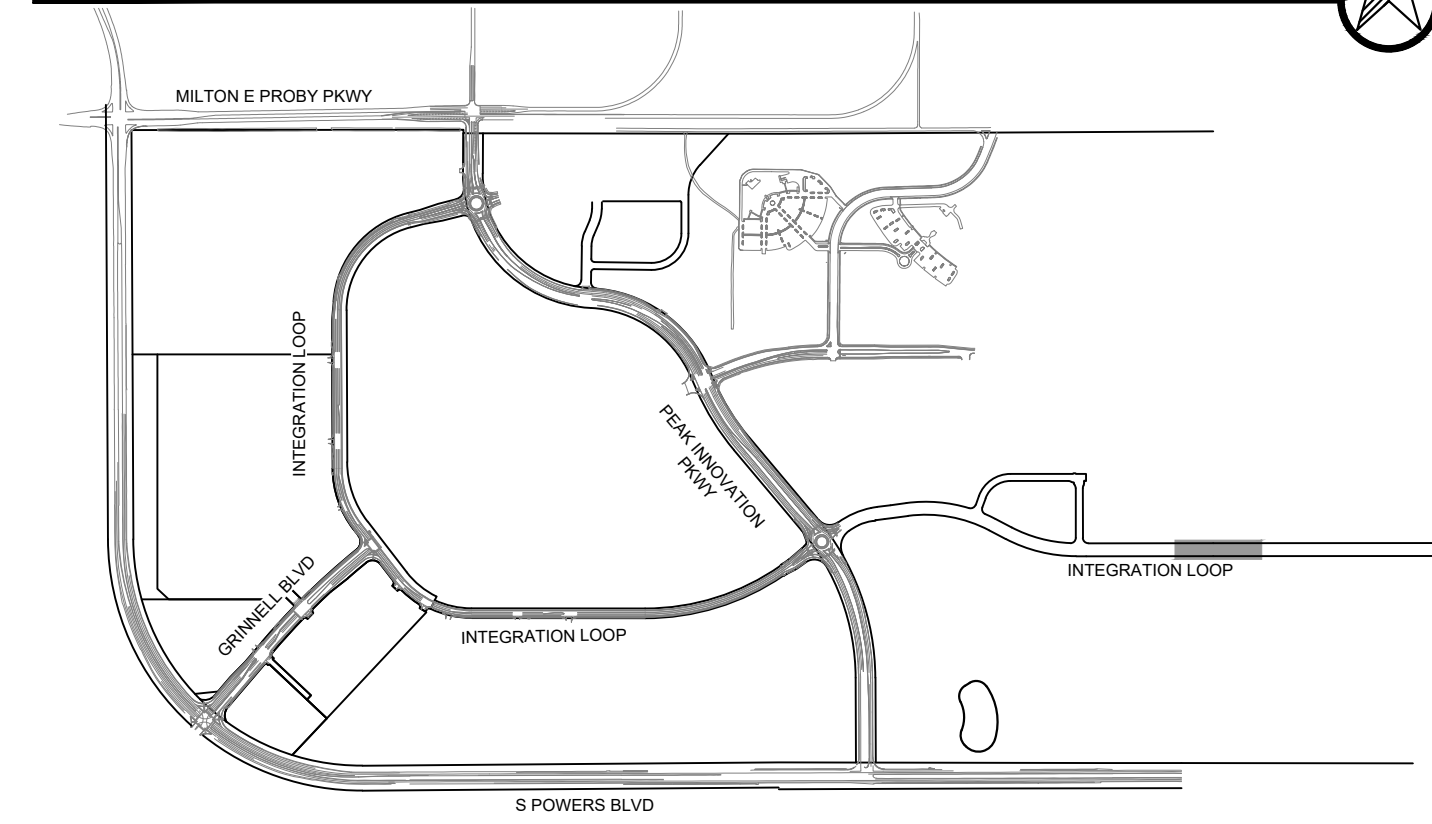 MILTON E PROBY PKWY
INTEGRATION LOOP
PEAK INNOVATION
PKWY
GRINNELL BLVD
INTEGRATION LOOP
INTEGRATION LOOP
S POWERS BLVD